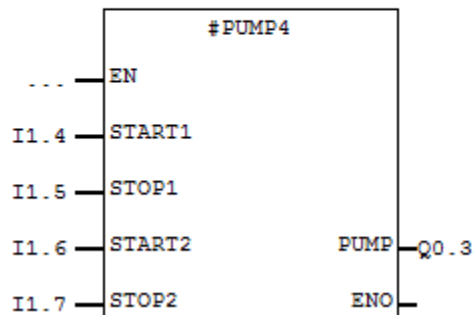 #PUMP4
... EN
I1.4 START1
I1.5 STOP1
I1.6 START2 PUMP Q0.3
I1.7 STOP2 ENO